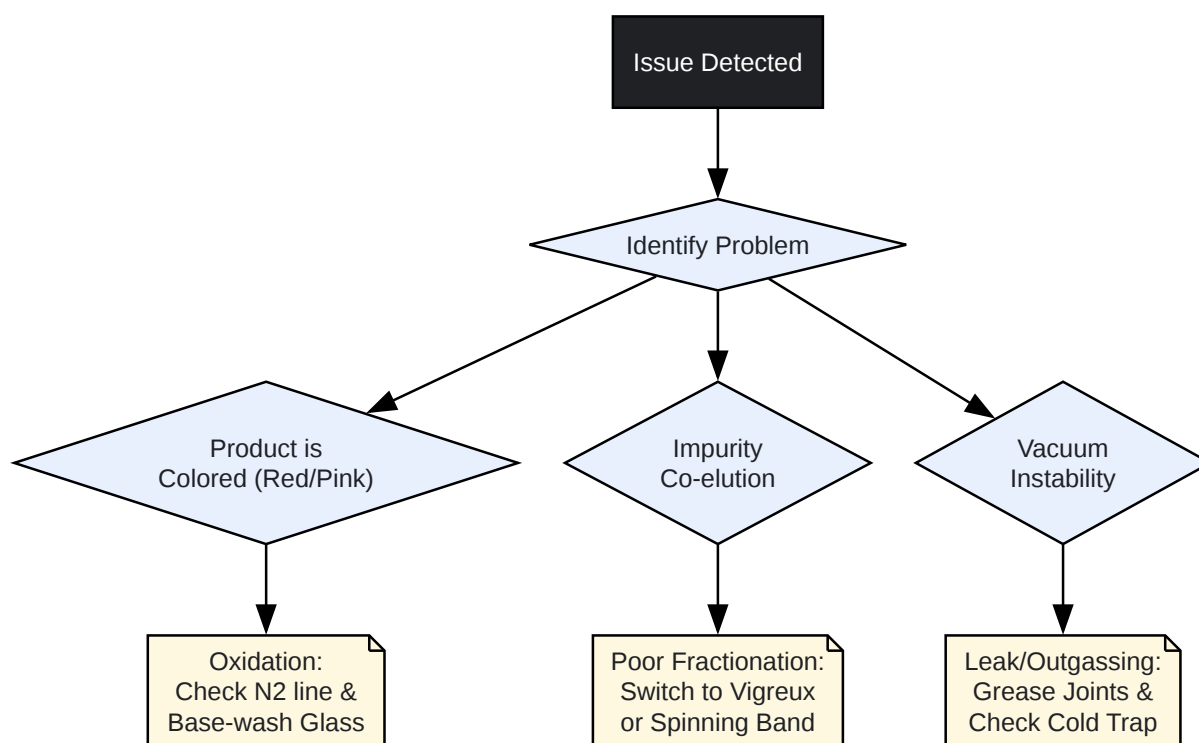 Issue Detected
Identify Problem
Product is
Colored (Red/Pink)
Impurity
Co-elution
Vacuum
Instability
Oxidation:
Check N2 line &
Base-wash Glass
Poor Fractionation:
Switch to Vigreux
or Spinning Band
Leak/Outgassing:
Grease Joints &
Check Cold Trap